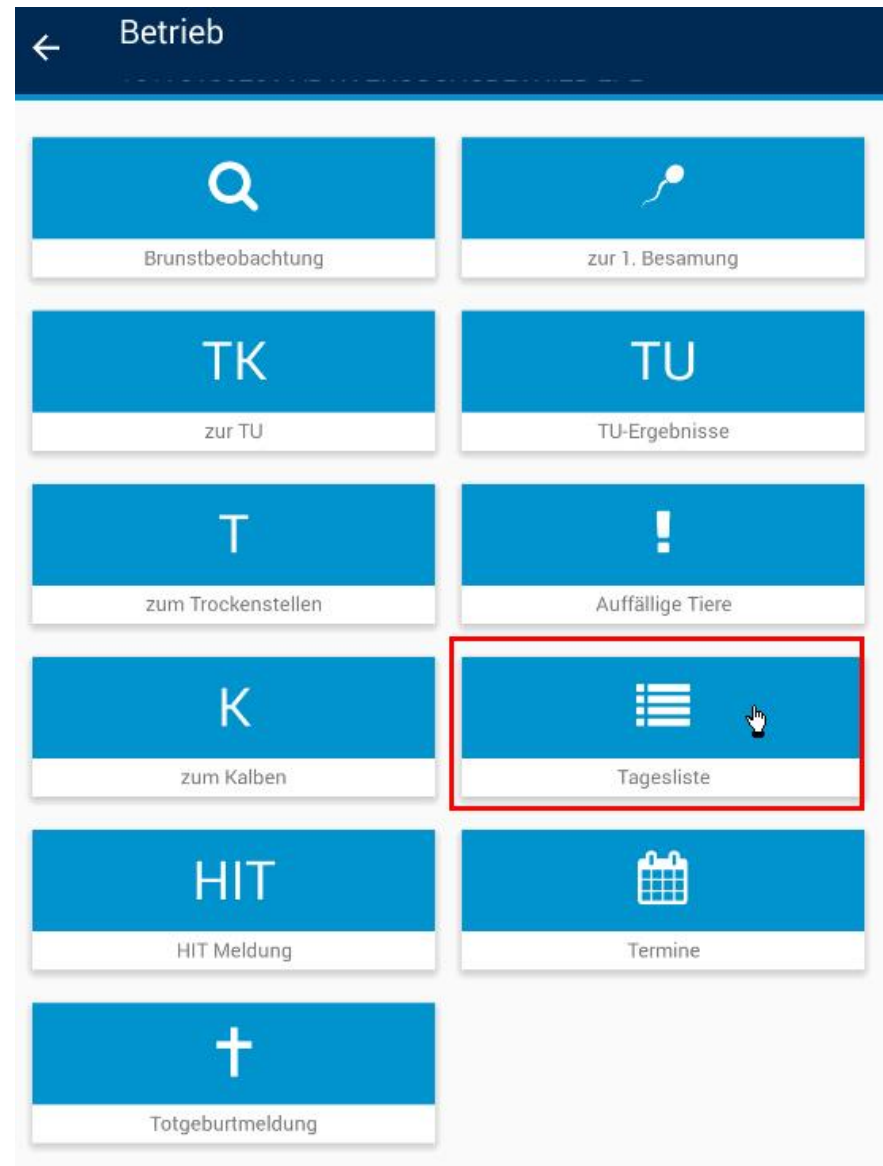 Betrieb
Brunstbeobachtung
zur 1. Besamung
TK
TU
zur TU
TU-Ergebnisse
T
!
zum Trockenstellen
Auffällige Tiere
K
zum Kalben
Tagesliste
HIT
HIT Meldung
Termine
Totgeburtmeldung